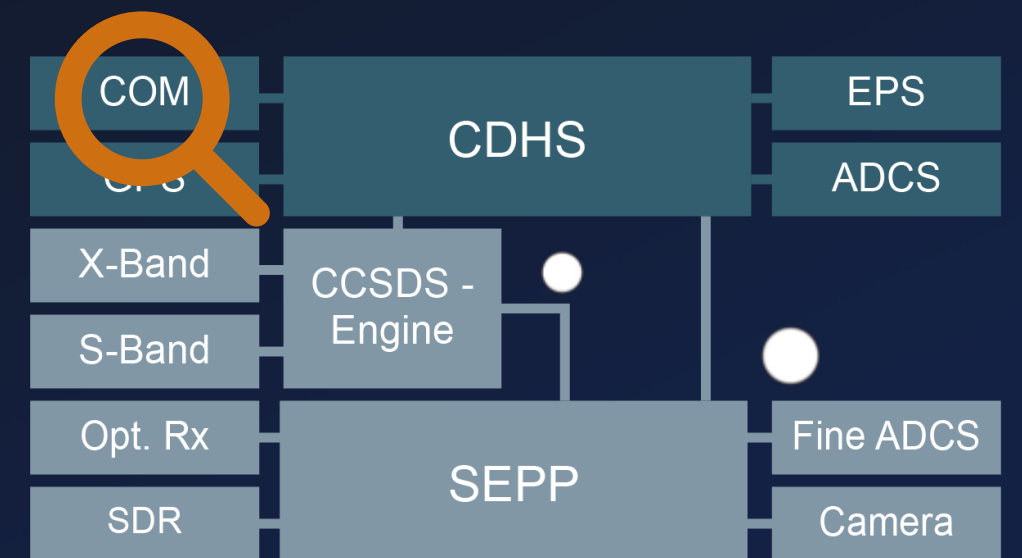 COM
CDHS
EPS
ADCS
X-Band
CCSDS -
Engine
S-Band
Opt. Rx
SEPP
Fine ADCS
SDR
Camera